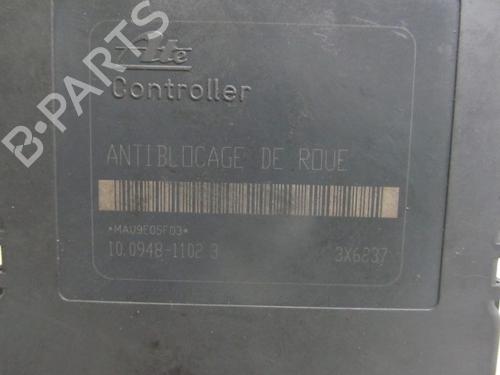 Ate
Controller
ANTIBLOCAGE DE ROUE
*MAU9E05F03*
10.0948-1102.3 3X6237
B-PARTS